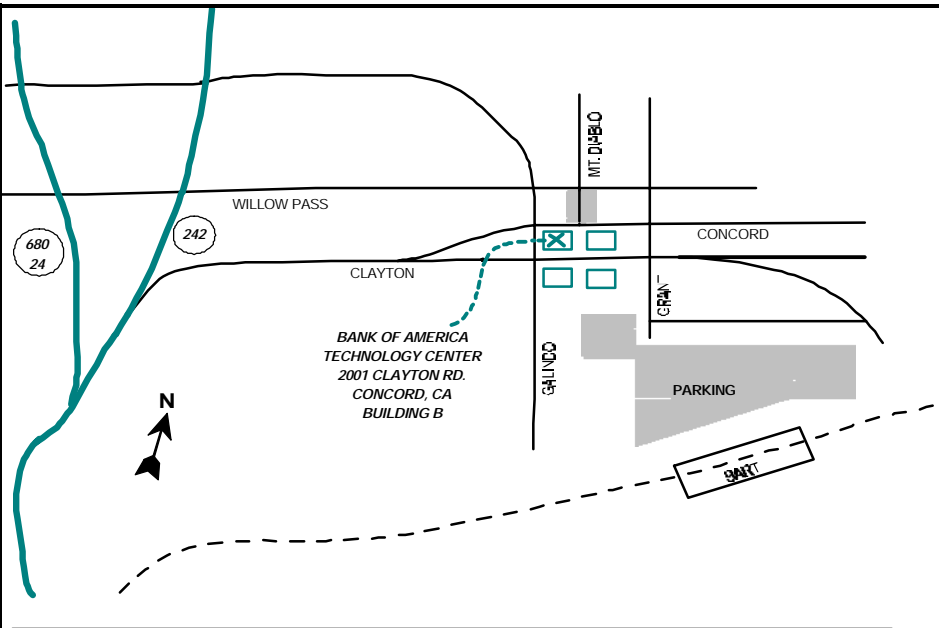 MT. DIABLO
WILLOW PASS
CONCORD
680
24
242
CLAYTON
GRANT
BANK OF AMERICA
TECHNOLOGY CENTER
2001 CLAYTON RD.
CONCORD, CA
BUILDING B
GALINDO
PARKING
N
BART